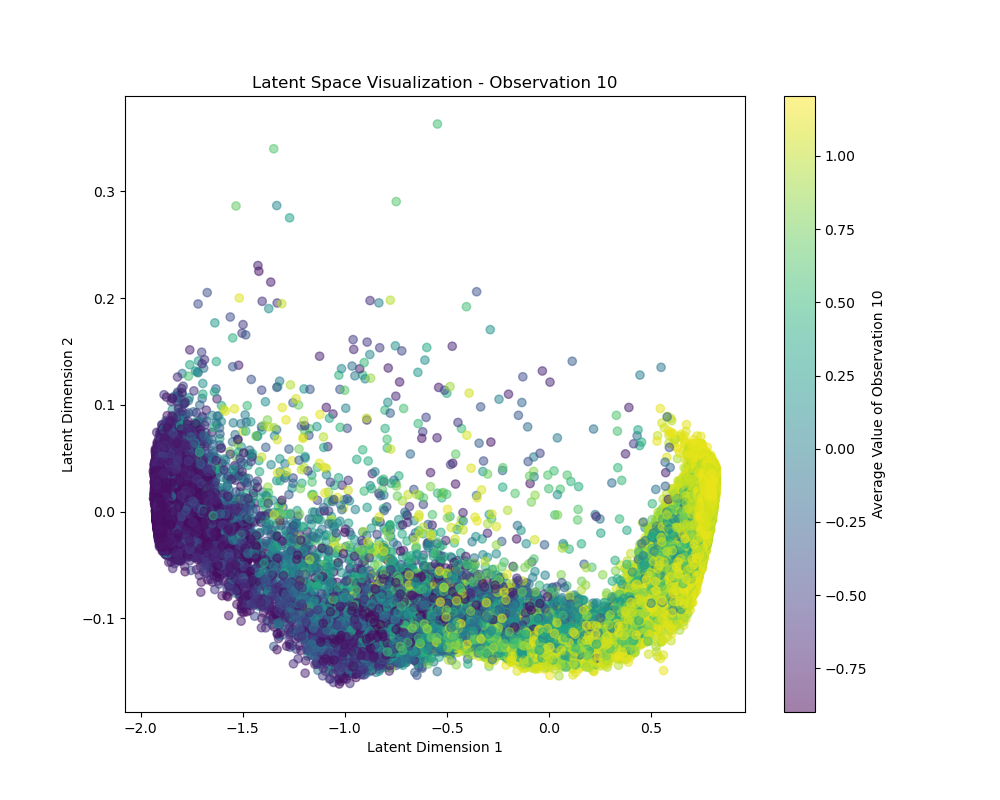 Latent Space Visualization - Observation 10
Latent Dimension 2
0.3
0.2
0.1
0.0
−0.1
−2.0 −1.5 −1.0 −0.5 0.0 0.5
Latent Dimension 1
1.00
0.75
0.50
0.25
0.00
−0.25
−0.50
−0.75
Average Value of Observation 10